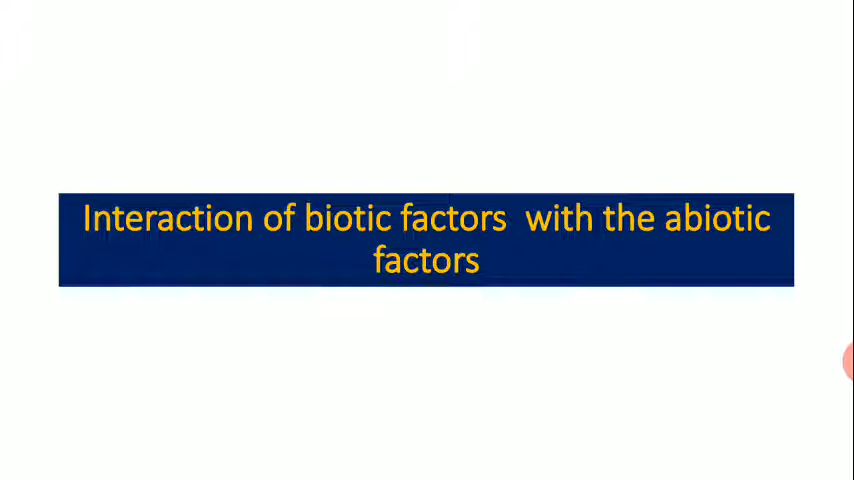 Interaction of biotic factors  with the abiotic
factors